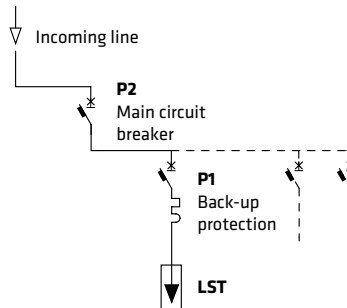 Incoming line
P2
Main circuit
breaker
P1
Back-up
protection
LST